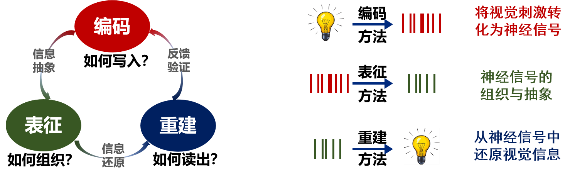 编码
如何写入?
信息
抽象
反馈
验证
表征
如何组织?
信息
还原
重建
如何读出?
编码
方法
将视觉刺激转
化为神经信号
表征
方法
神经信号的
组织与抽象
重建
方法
从神经信号中
还原视觉信息